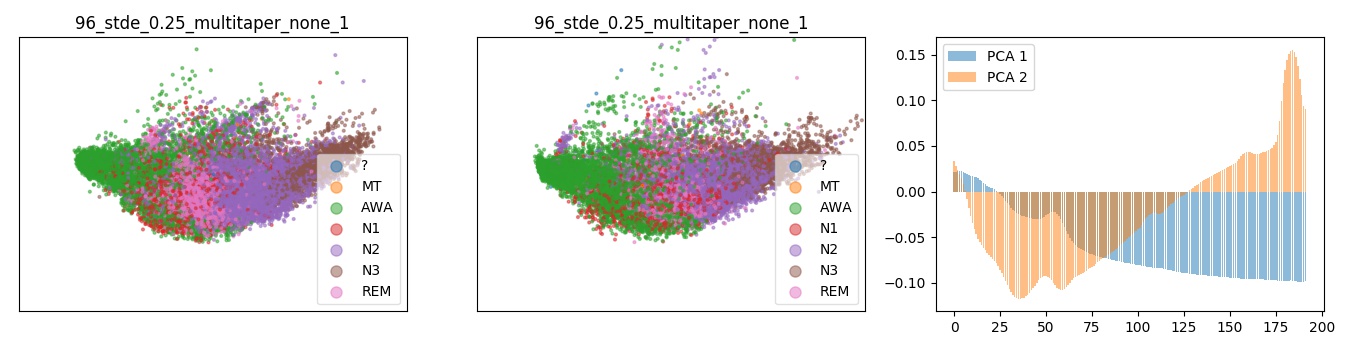 96_stde_0.25_multitaper_none_1
?
MT
AWA
N1
N2
N3
REM
96_stde_0.25_multitaper_none_1
?
MT
AWA
N1
N2
N3
REM
PCA 1
PCA 2
0.15
0.10
0.05
0.00
−0.05
−0.10
0 25 50 75 100 125 150 175 200